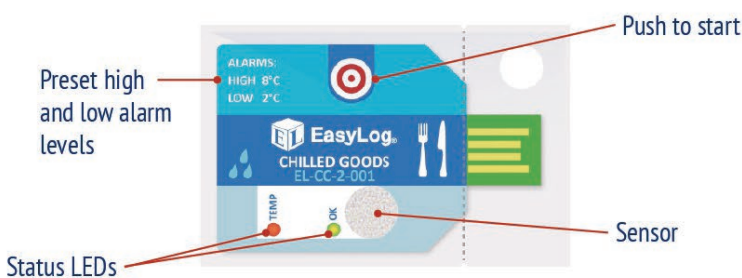 Push to start
ALARMS:
HIGH 8°C
LOW 2°C
Preset high
and low alarm
levels
EL EasyLog®
CHILLED GOODS
EL-CC-2-001
TEMP
OK
Sensor
Status LEDs